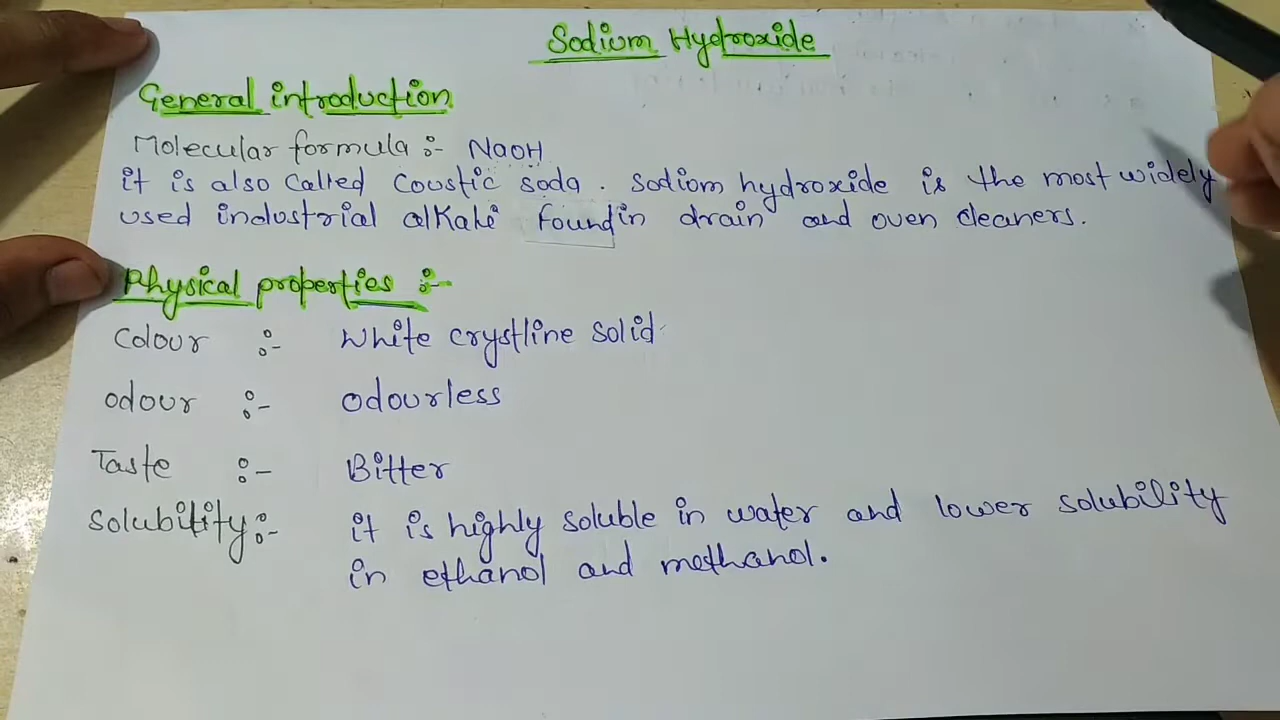 Sodium Hydroxide
General introduction
Molecular formula :- NaOH
it is also Called Coustic soda. Sodiom hydroxide is the most widely
used industrial alkali found in drain and oven cleaners.
Physical properties :-
Colour :- White crystline solid
odour :- odourless
Taste :- Bitter
Solubility :- it is highly soluble in water and lower solubility
in ethanol and methanol.